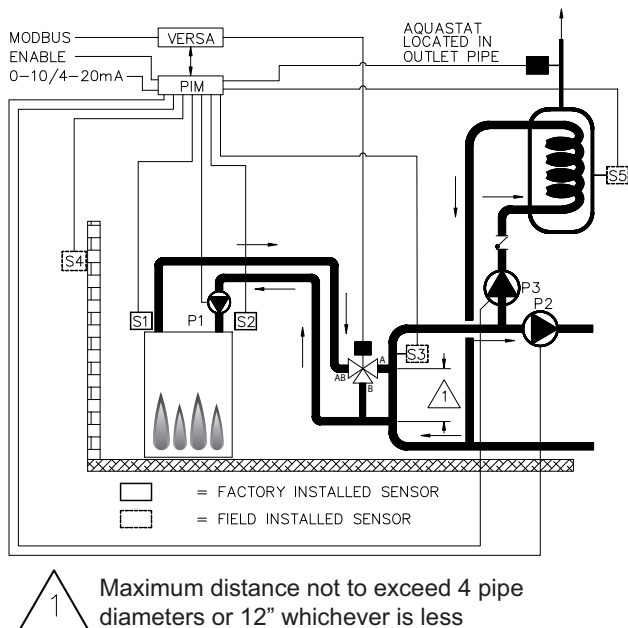 MODBUS
VERSA
ENABLE
0-10/4-20mA
PIM
AQUASTAT
LOCATED IN
OUTLET PIPE
S5
S4
S1
P1
S2
P3
P2
S3
A
AB
B
1
= FACTORY INSTALLED SENSOR
= FIELD INSTALLED SENSOR
1
Maximum distance not to exceed 4 pipe
diameters or 12” whichever is less